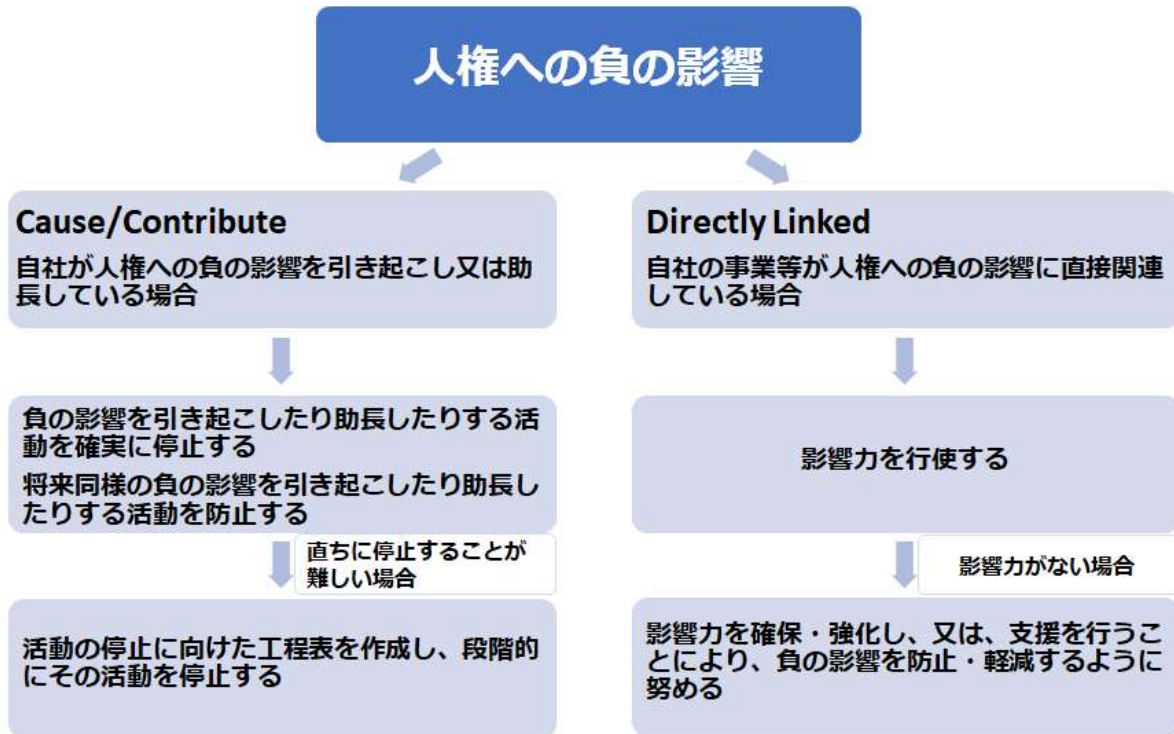 人権への負の影響
Cause/Contribute
自社が人権への負の影響を引き起こし又は助
長している場合
負の影響を引き起こしたり助長したりする活
動を確実に停止する
将来同様の負の影響を引き起こしたり助長し
たりする活動を防止する
直ちに停止することが
難しい場合
活動の停止に向けた工程表を作成し、段階的
にその活動を停止する
Directly Linked
自社の事業等が人権への負の影響に直接関連
している場合
影響力を行使する
影響力がない場合
影響力を確保・強化し、又は、支援を行うこ
とにより、負の影響を防止・軽減するように
努める